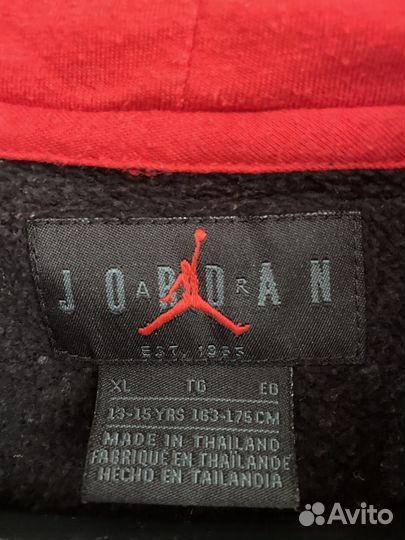 JORDAN
AIR
EST. 1985
XL TG EG
13-15 YRS 163-175 CM
MADE IN THAILAND
FABRIQUÉ EN THAÏLANDE
HECHO EN TAILANDIA
Avito